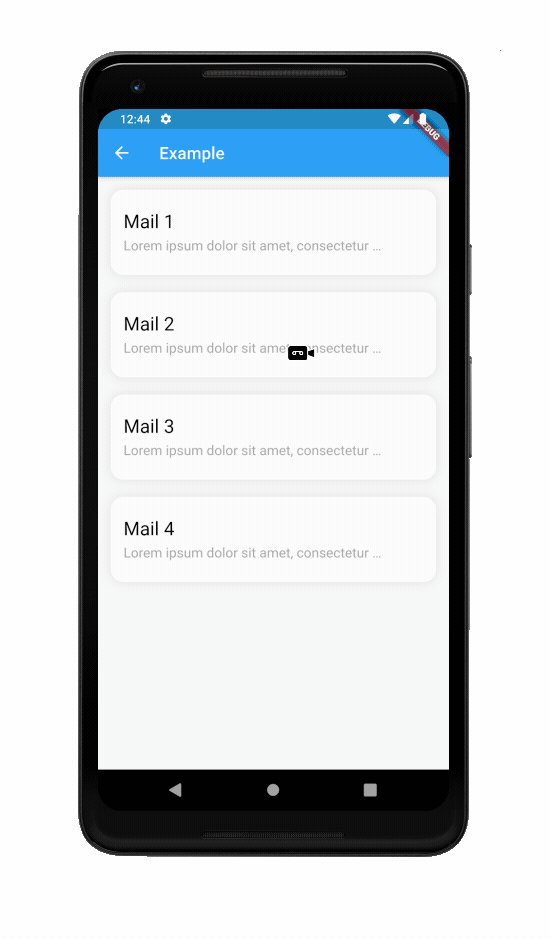 12:44
DEBUG
Example
Mail 1
Lorem ipsum dolor sit amet, consectetur ...
Mail 2
Lorem ipsum dolor sit amet, consectetur ...
Mail 3
Lorem ipsum dolor sit amet, consectetur ...
Mail 4
Lorem ipsum dolor sit amet, consectetur ...